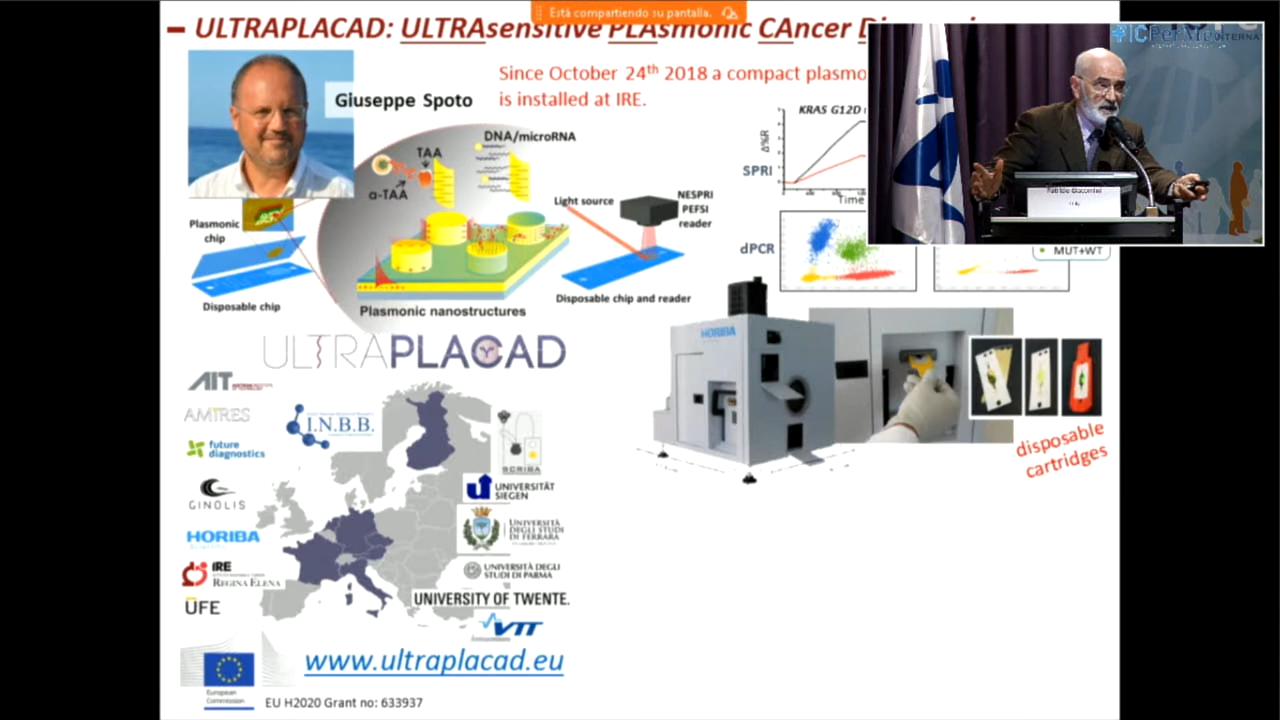 Está compartiendo su pantalla.
ULTRAPLACAD: ULTRAsensitive PLAsmonic CAncer
Since October 24th 2018 a compact plasmo
is installed at IRE.
Giuseppe Spoto
KRAS G12D
DNA/microRNA
TAA
α-TAA
Δ%R
SPRI
Time
Light source
NESPRI
PEFSI
reader
Plasmonic
chip
Disposable chip
Plasmonic nanostructures
Disposable chip and reader
dPCR
MUT+WT
ULTRAPLACAD
HORIBA
AIT
AMIRES
I.N.B.B.
future
diagnostics
SCRIBA
GINOLIS
UNIVERSITÄT
SIEGEN
HORIBA
Scientific
UNIVERSITÀ
DEGLI STUDI
DI FERRARA
IRE
REGINA ELENA
UNIVERSITÀ DEGLI
STUDI DI PARMA
UFE
UNIVERSITY OF TWENTE.
VTT
disposable
cartridges
www.ultraplacad.eu
European
Commission
EU H2020 Grant no: 633937
ICPerMed